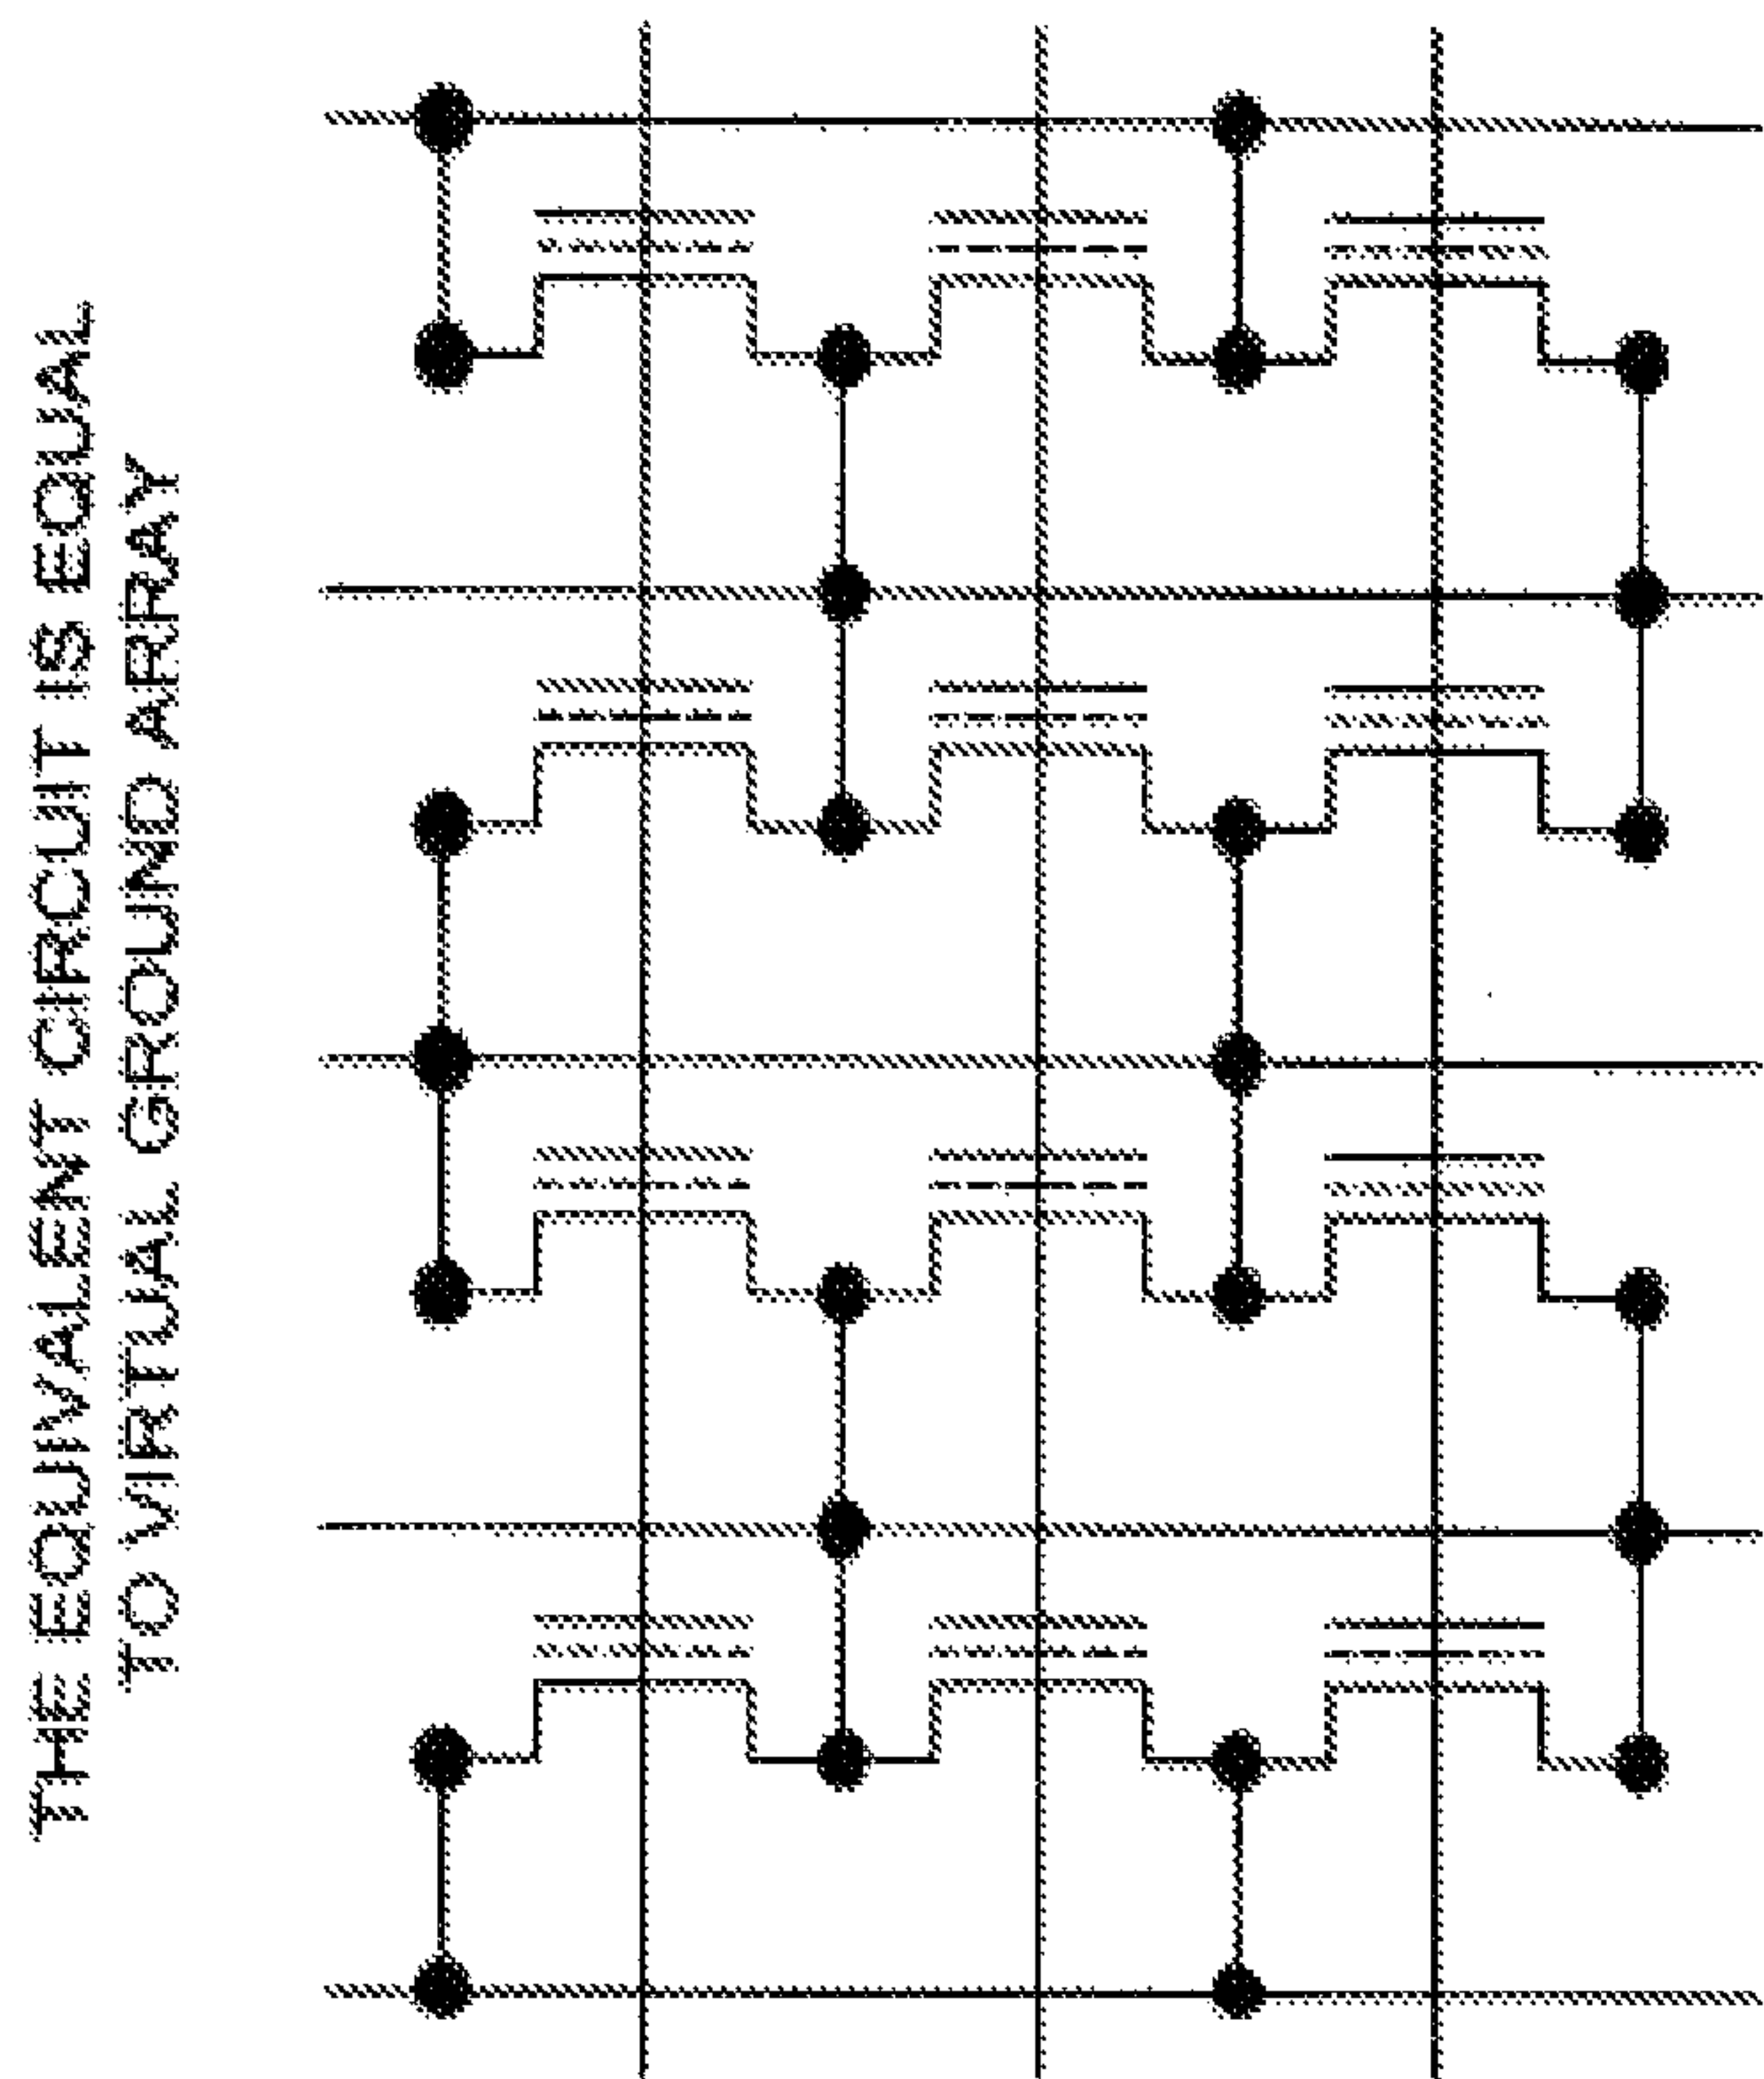 THE EQUIVALENT CIRCUIT IS EQUAL
TO VIRTUAL GROUND ARRAY